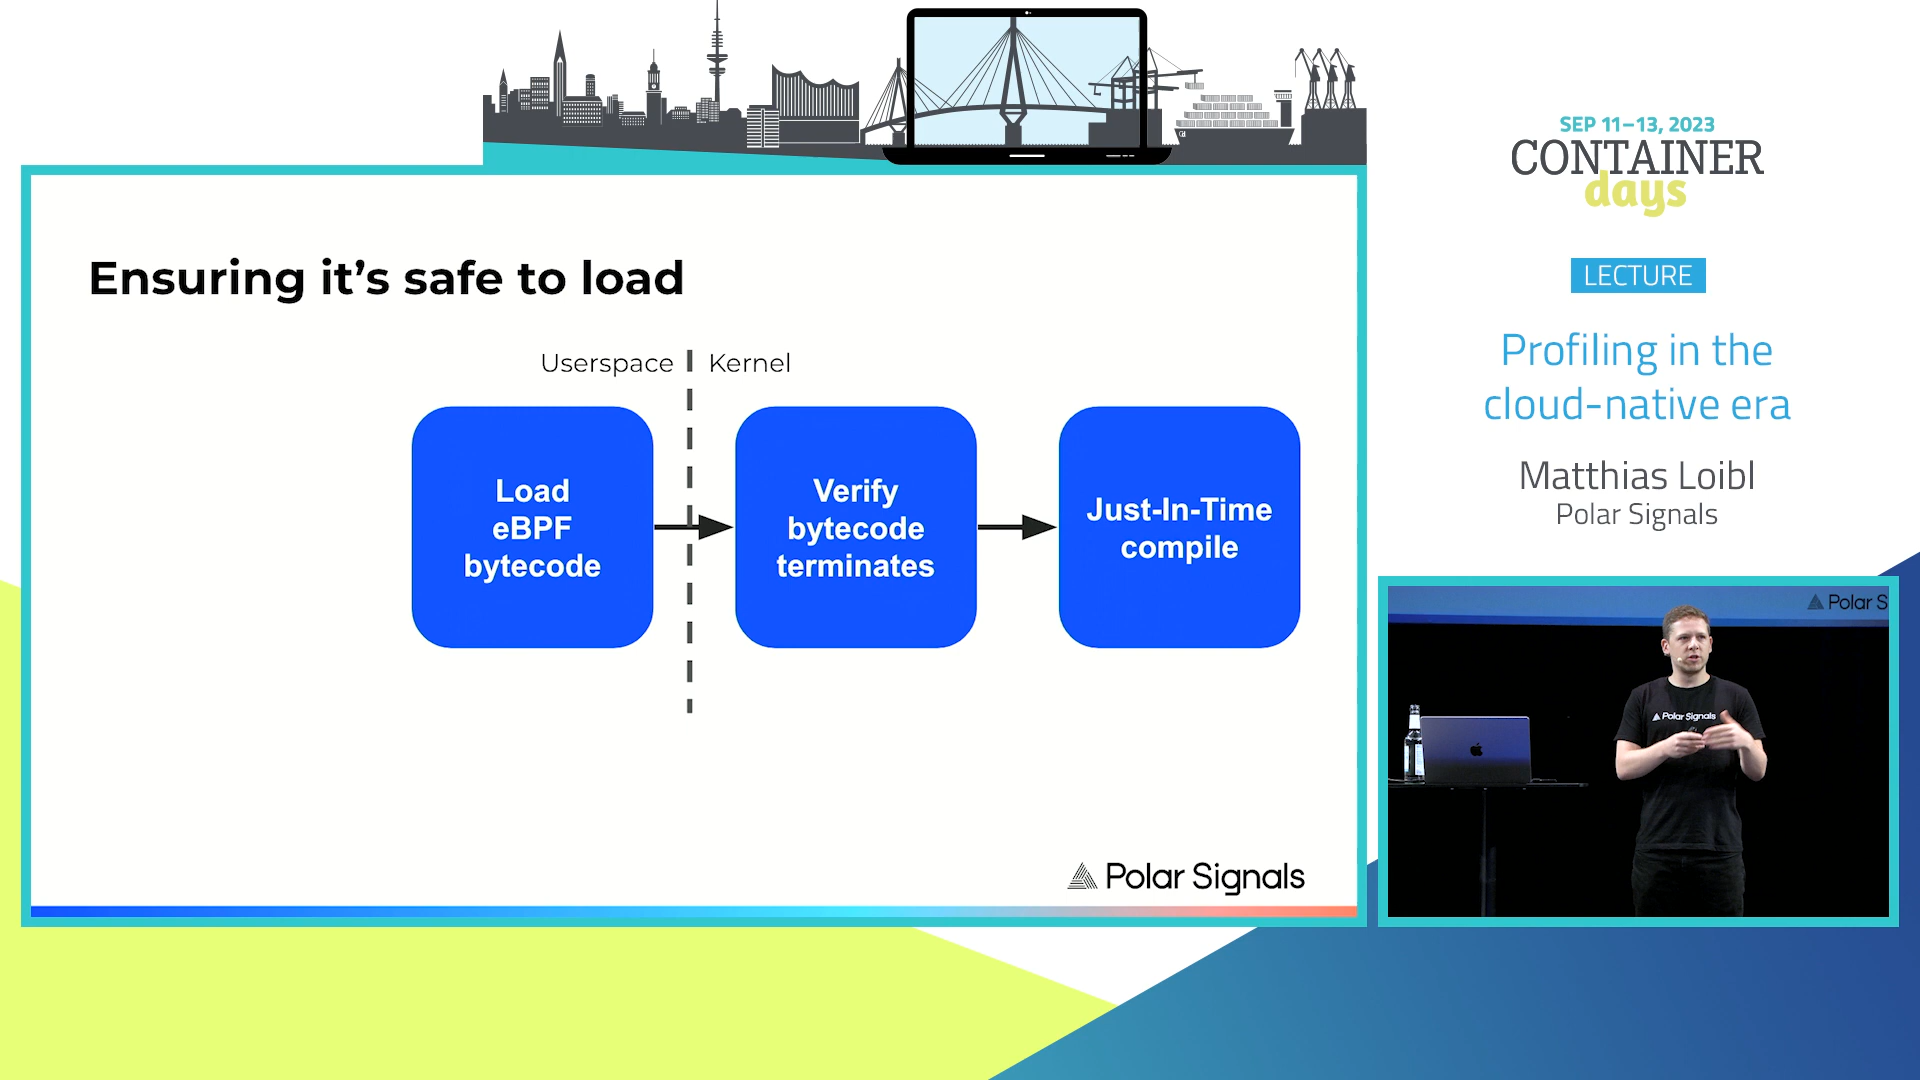 SEP 11–13, 2023
CONTAINER
days
LECTURE
Profiling in the
cloud-native era
Matthias Loibl
Polar Signals
Ensuring it’s safe to load
Userspace
Kernel
Load
eBPF
bytecode
Verify
bytecode
terminates
Just-In-Time
compile
Polar Signals
Polar S
Polar Signals